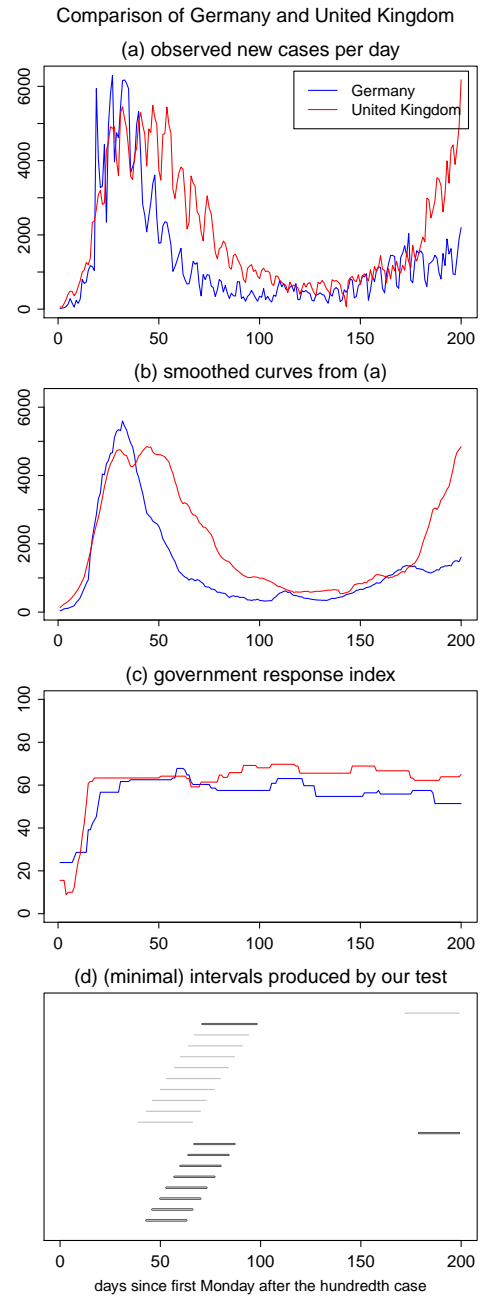 Comparison of Germany and United Kingdom
(a) observed new cases per day
Germany
United Kingdom
0 2000 4000 6000
0 50 100 150 200
(b) smoothed curves from (a)
0 2000 4000 6000
0 50 100 150 200
(c) government response index
0 20 40 60 80 100
0 50 100 150 200
(d) (minimal) intervals produced by our test
0 50 100 150 200
days since first Monday after the hundredth case